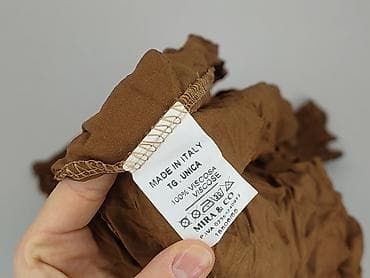 MADE IN ITALY
TG. UNICA
100% VISCOSA
VISCOSE
MIRA & CO